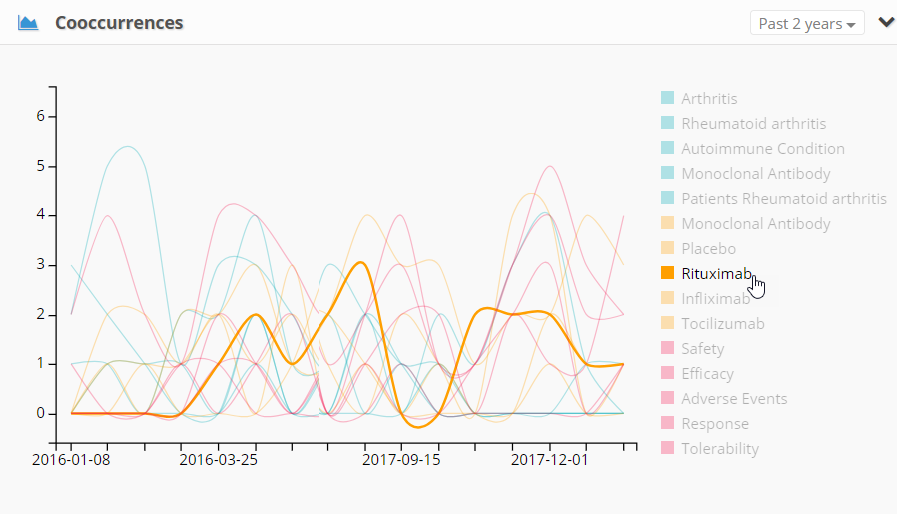 Cooccurrences
Past 2 years
6
5
4
3
2
1
0
2016-01-08 2016-03-25 2017-09-15 2017-12-01
Arthritis
Rheumatoid arthritis
Autoimmune Condition
Monoclonal Antibody
Patients Rheumatoid arthritis
Monoclonal Antibody
Placebo
Rituximab
Infliximab
Tocilizumab
Safety
Efficacy
Adverse Events
Response
Tolerability